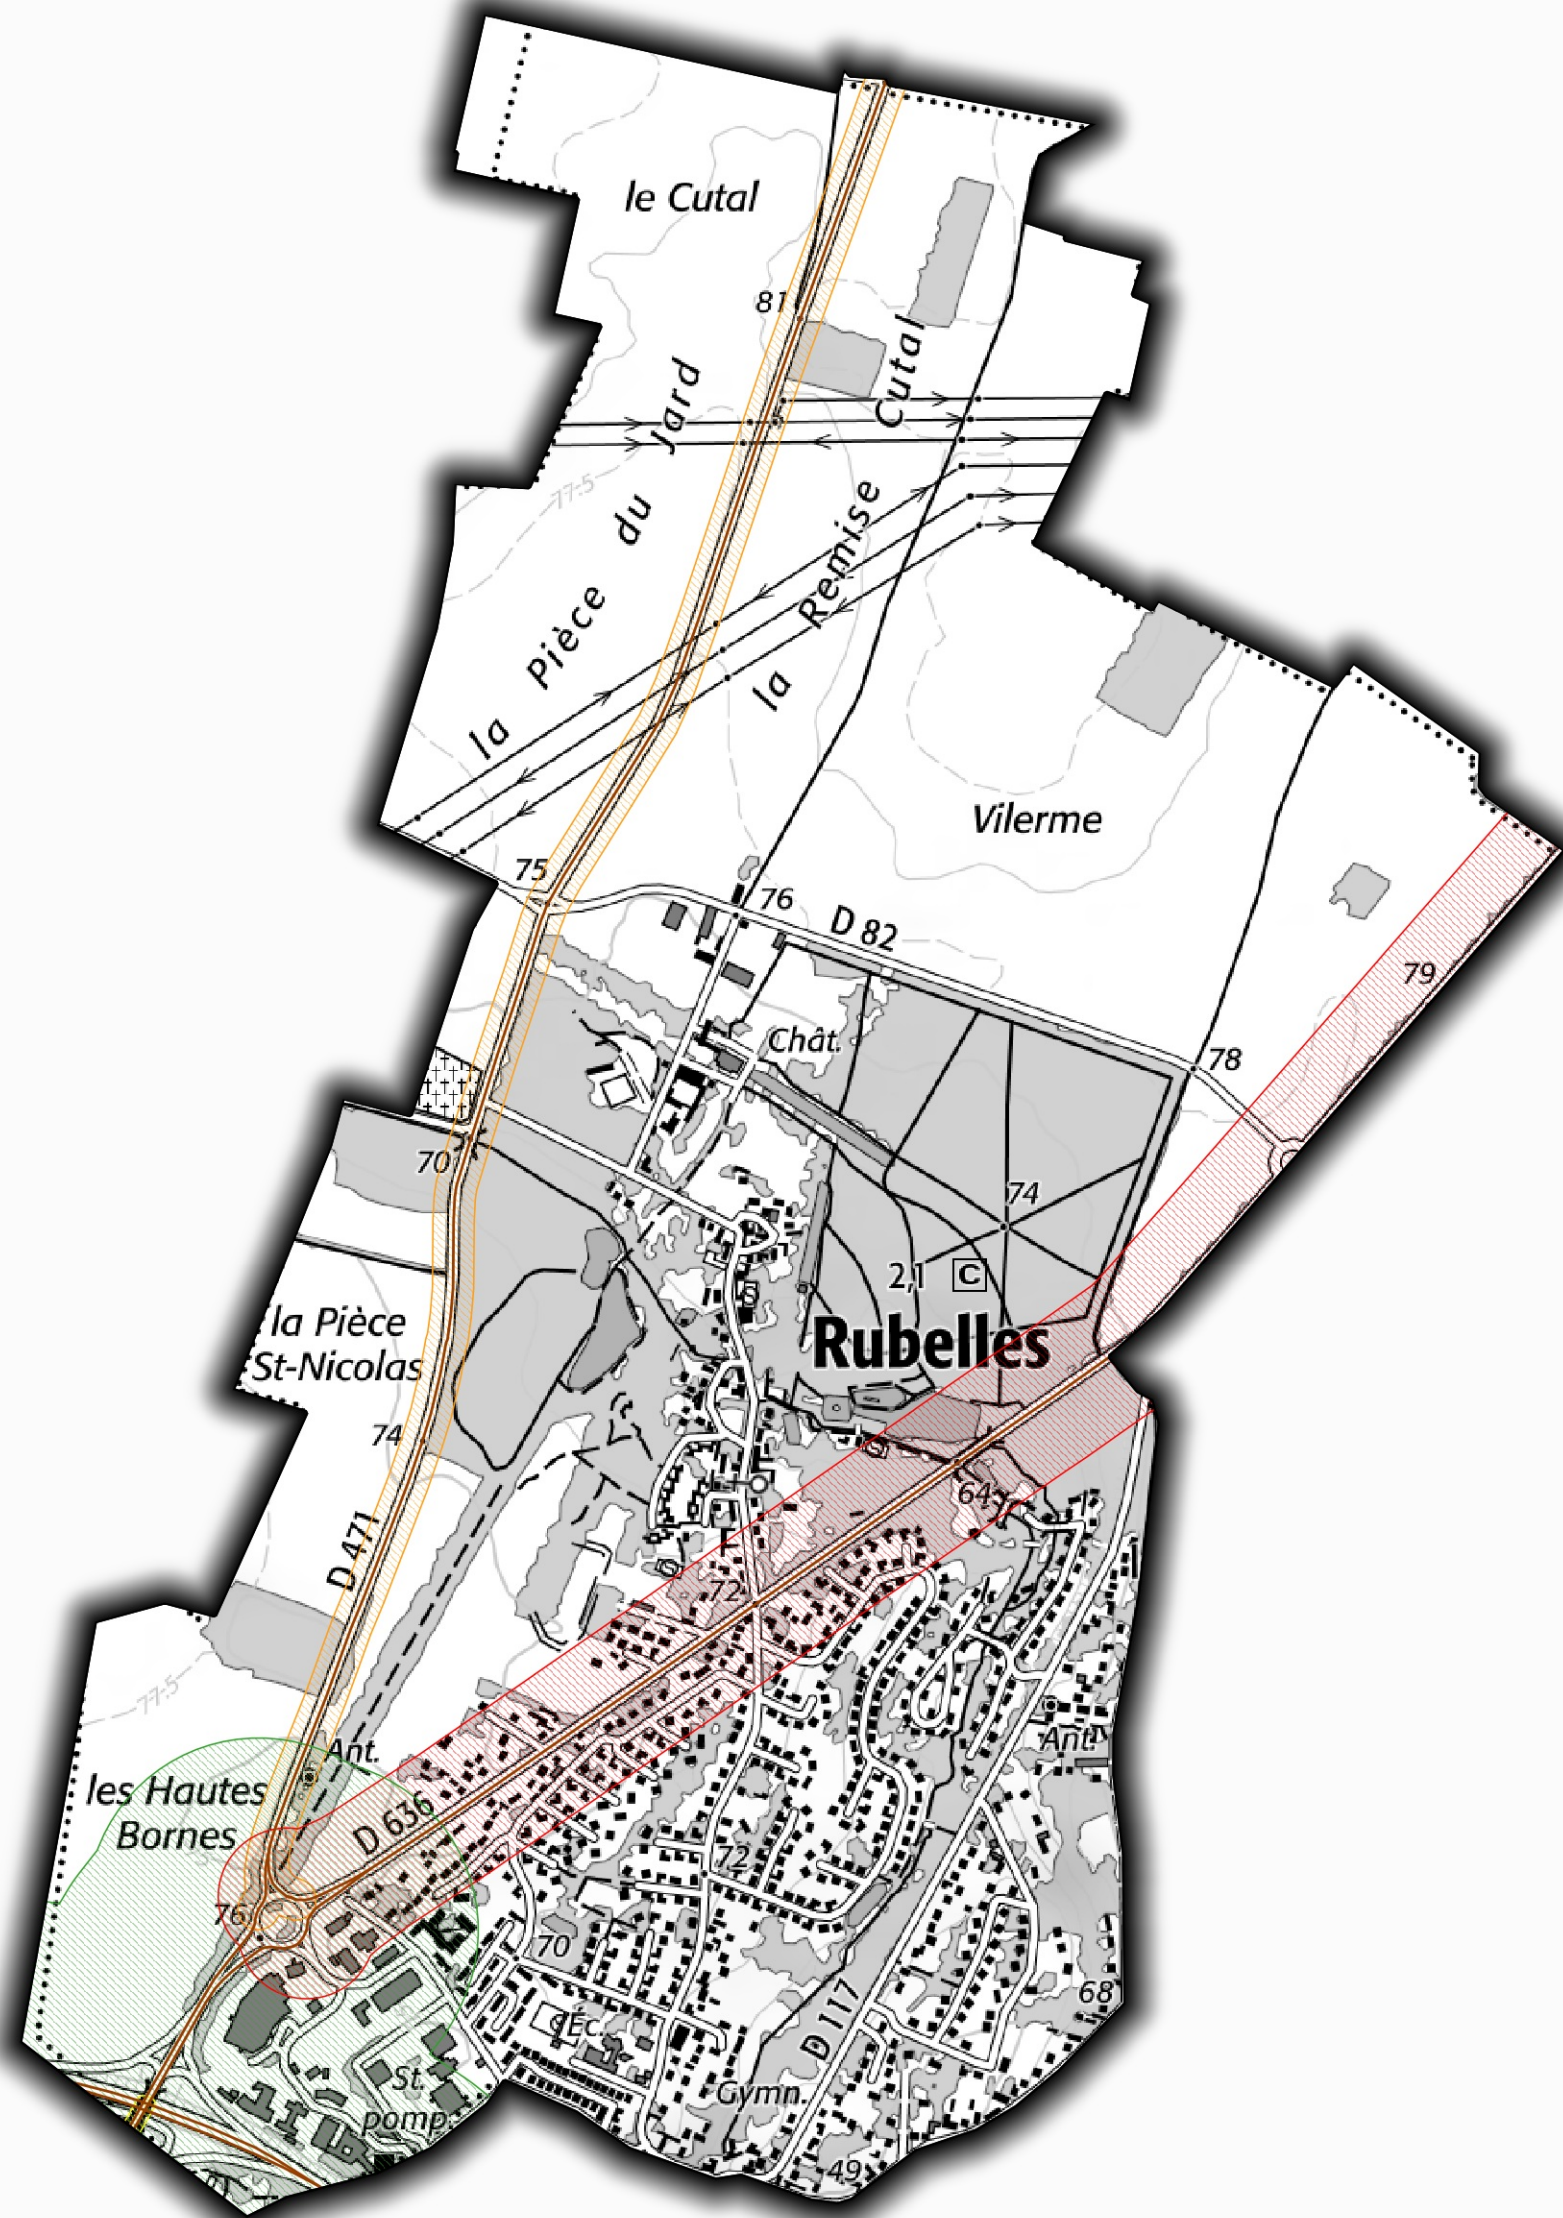 le Cutal
81
la Pièce du Jard
la Remise Cutal
77.5
Vilerme
75
76
D 82
79
Chât.
78
70
74
2,1 C
Rubelles
la Pièce
St-Nicolas
74
64
D 471
72
77.5
Ant.
Ant.
les Hautes
Bornes
D 636
72
76
70
68
D 117
Éc.
St.
pomp.
Gymn.
49